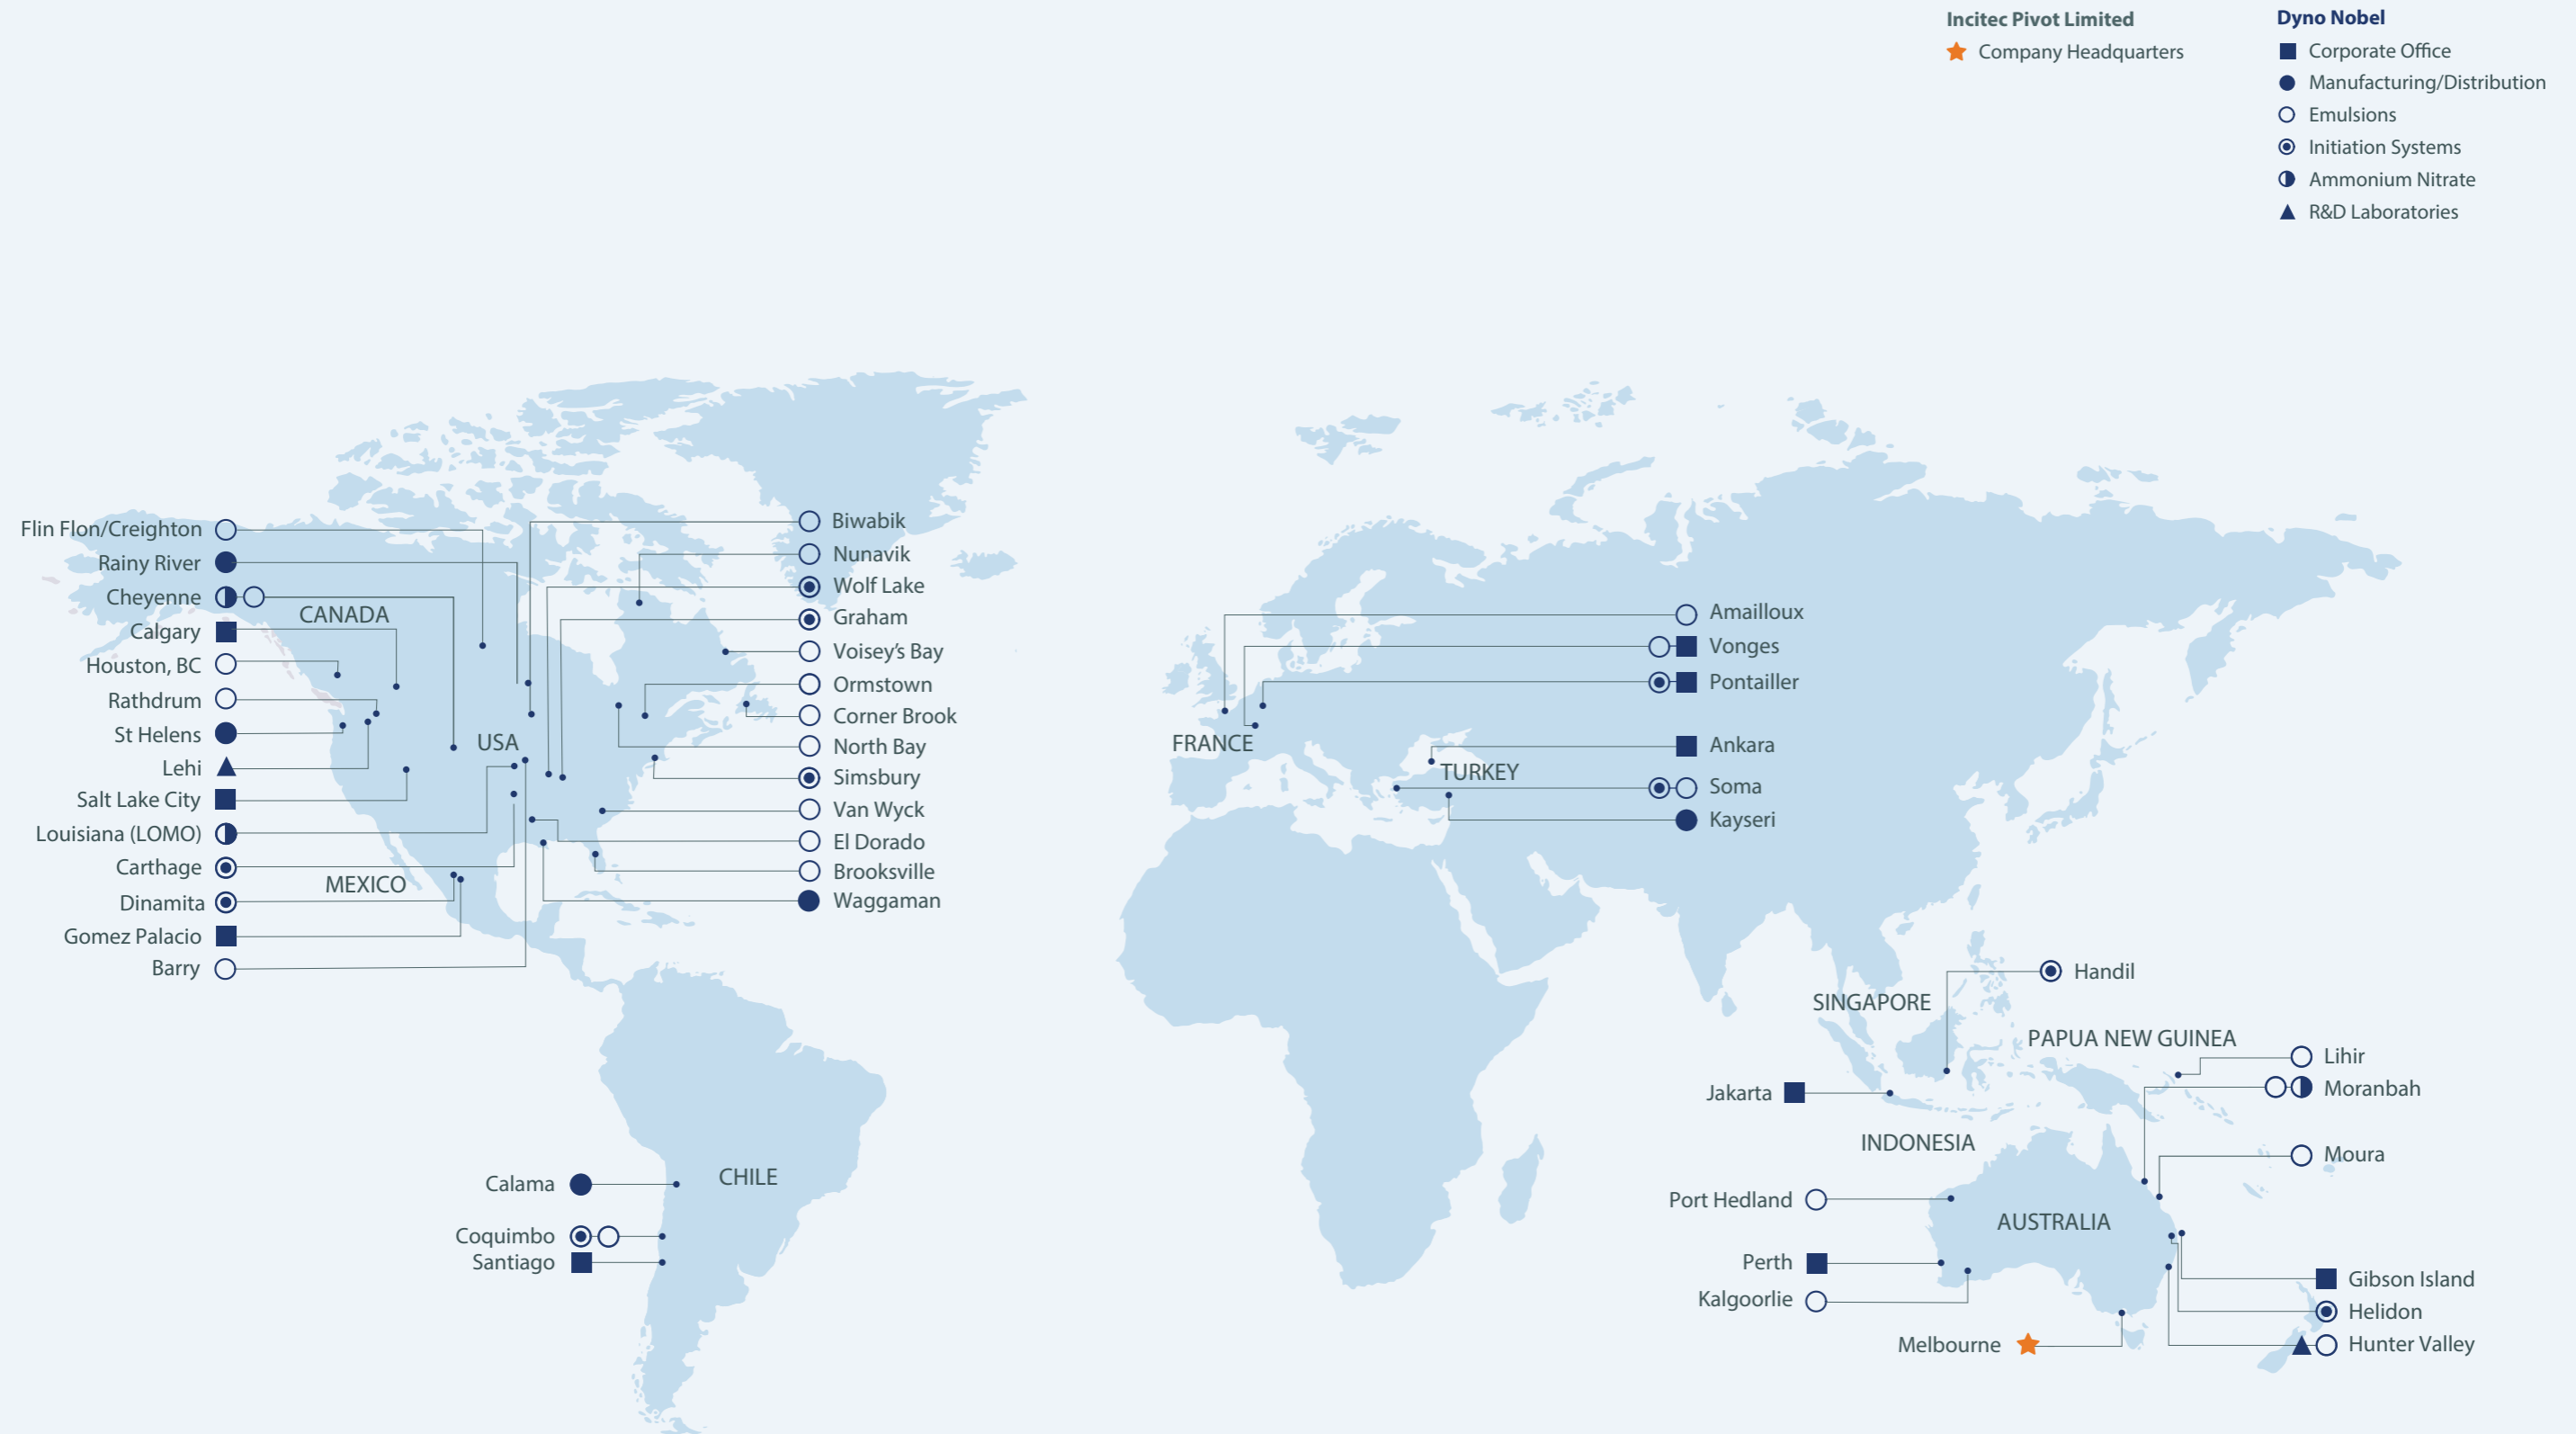 Incitec Pivot Limited
Company Headquarters
Dyno Nobel
Corporate Office
Manufacturing/Distribution
Emulsions
Initiation Systems
Ammonium Nitrate
R&D Laboratories
Flin Flon/Creighton
Rainy River
Cheyenne
CANADA
Calgary
Houston, BC
Rathdrum
St Helens
USA
Lehi
Salt Lake City
Louisiana (LOMO)
Carthage
MEXICO
Dinamita
Gomez Palacio
Barry
Biwabik
Nunavik
Wolf Lake
Graham
Voisey's Bay
Ormstown
Corner Brook
North Bay
Simsbury
Van Wyck
El Dorado
Brooksville
Waggaman
Calama
CHILE
Coquimbo
Santiago
Amailloux
Vonges
Pontailler
FRANCE
Ankara
TURKEY
Soma
Kayseri
Handil
SINGAPORE
PAPUA NEW GUINEA
Lihir
Moranbah
Jakarta
INDONESIA
Moura
Port Hedland
AUSTRALIA
Perth
Kalgoorlie
Gibson Island
Helidon
Melbourne
Hunter Valley